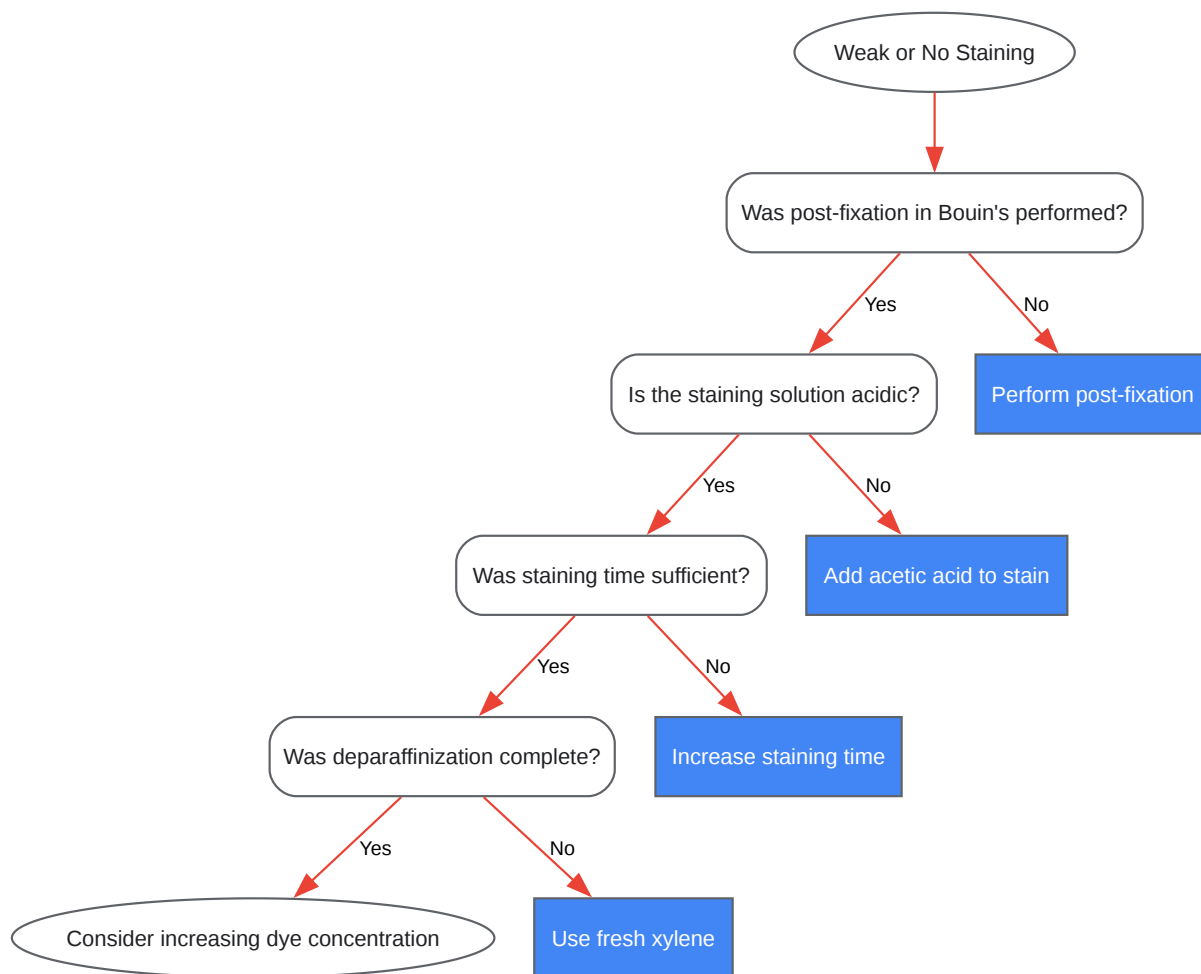 Weak or No Staining
Was post-fixation in Bouin's performed?
Yes
No
Is the staining solution acidic?
Perform post-fixation
Yes
No
Was staining time sufficient?
Add acetic acid to stain
Yes
No
Was deparaffinization complete?
Increase staining time
Yes
No
Consider increasing dye concentration
Use fresh xylene